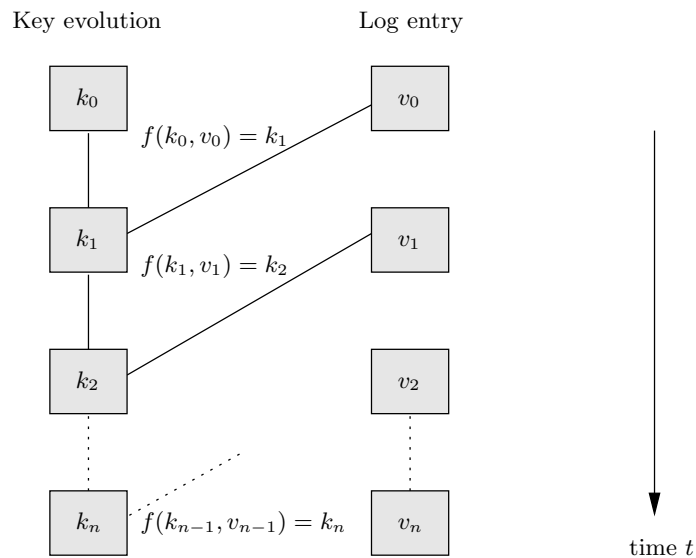 Key evolution Log entry
k₀ v₀
f(k₀, v₀) = k₁
k₁ v₁
f(k₁, v₁) = k₂
k₂ v₂
kₙ f(kₙ₋₁, vₙ₋₁) = kₙ vₙ
time t